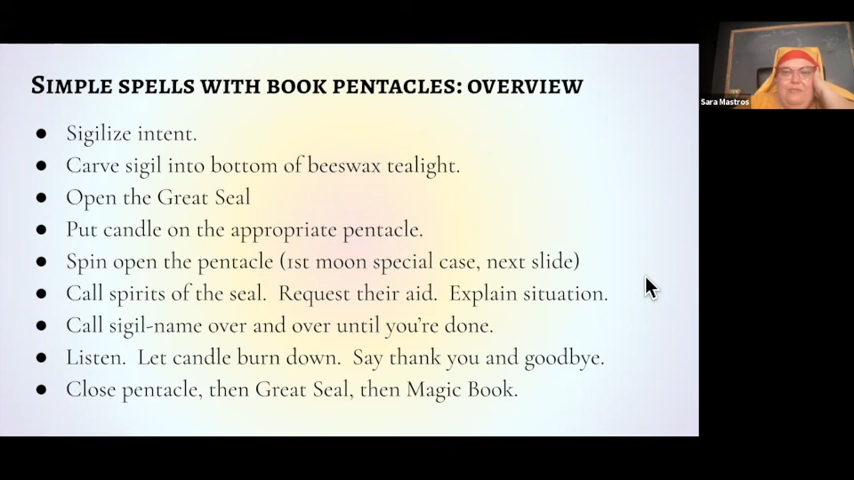 Simple spells with book pentacles: overview
Sara Mastros
● Sigilize intent.
● Carve sigil into bottom of beeswax tealight.
● Open the Great Seal
● Put candle on the appropriate pentacle.
● Spin open the pentacle (1st moon special case, next slide)
● Call spirits of the seal. Request their aid. Explain situation.
● Call sigil-name over and over until you're done.
● Listen. Let candle burn down. Say thank you and goodbye.
● Close pentacle, then Great Seal, then Magic Book.